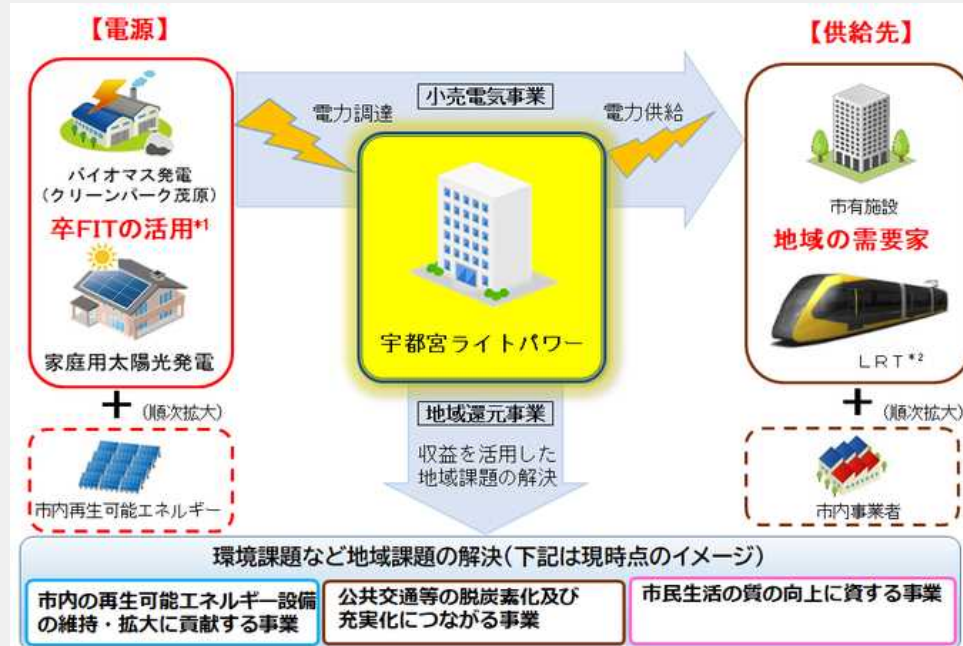 【電源】
バイオマス発電
(クリーンパーク茂原)
卒FITの活用*1
家庭用太陽光発電
+ (順次拡大)
市内再生可能エネルギー
小売電気事業
電力調達
電力供給
宇都宮ライトパワー
地域還元事業
収益を活用した
地域課題の解決
【供給先】
市有施設
地域の需要家
LRT*2
+ (順次拡大)
市内事業者
環境課題など地域課題の解決(下記は現時点のイメージ)
市内の再生可能エネルギー設備
の維持・拡大に貢献する事業
公共交通等の脱炭素化及び
充実化につながる事業
市民生活の質の向上に資する事業